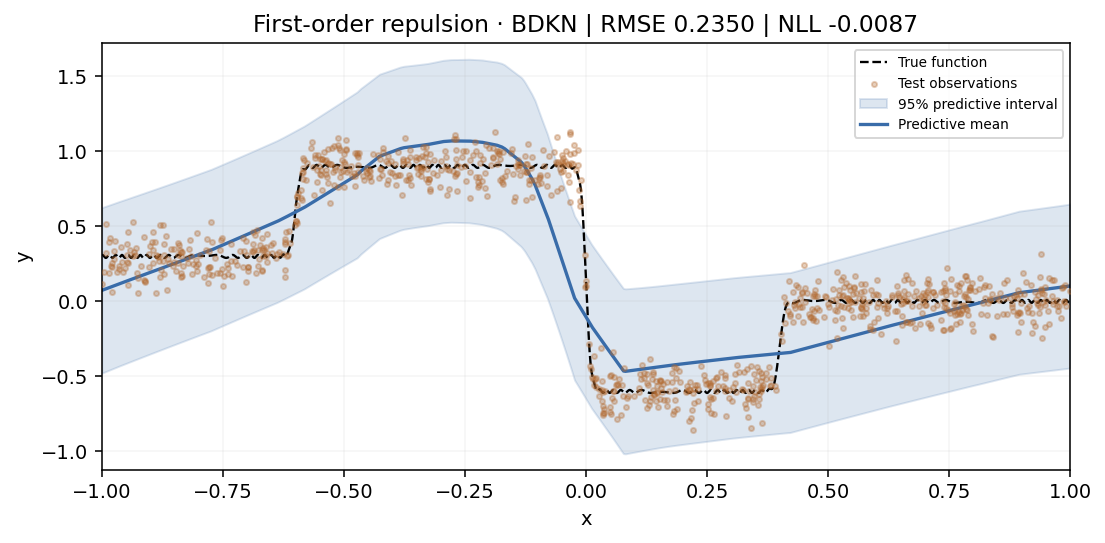 First-order repulsion · BDKN | RMSE 0.2350 | NLL -0.0087
True function
Test observations
95% predictive interval
Predictive mean
y
1.5
1.0
0.5
0.0
−0.5
−1.0
−1.00 −0.75 −0.50 −0.25 0.00 0.25 0.50 0.75 1.00
x